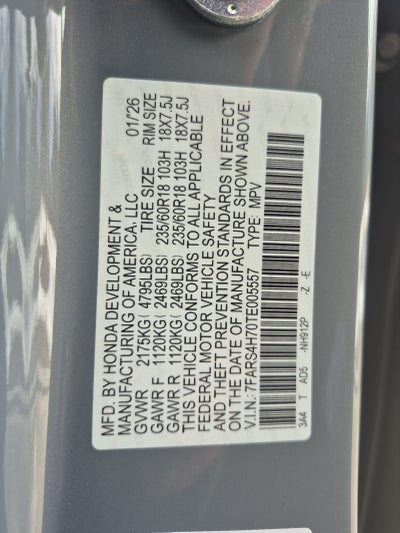 MFD. BY HONDA DEVELOPMENT &
MANUFACTURING OF AMERICA, LLC 01/'26
GVWR 2175KG( 4795LBS) TIRE SIZE RIM SIZE
GAWR F 1120KG( 2469LBS) 235/60R18 103H 18X7.5J
GAWR R 1120KG( 2469LBS) 235/60R18 103H 18X7.5J
THIS VEHICLE CONFORMS TO ALL APPLICABLE
FEDERAL MOTOR VEHICLE SAFETY
AND THEFT PREVENTION STANDARDS IN EFFECT
ON THE DATE OF MANUFACTURE SHOWN ABOVE.
V.I.N.: 7FARS4H70TE005557 TYPE: MPV
3A4 T AD5 -NH912P -Z -E